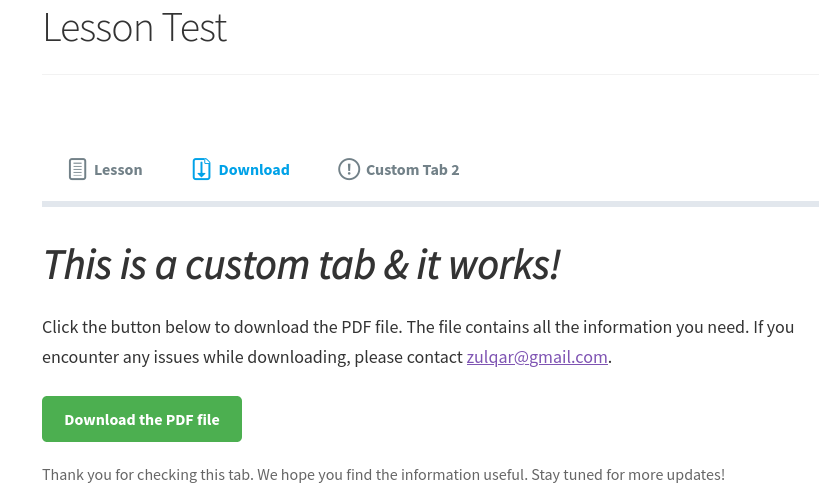 Lesson Test
Lesson
Download
Custom Tab 2
This is a custom tab & it works!
Click the button below to download the PDF file. The file contains all the information you need. If you
encounter any issues while downloading, please contact zulqar@gmail.com.
Download the PDF file
Thank you for checking this tab. We hope you find the information useful. Stay tuned for more updates!